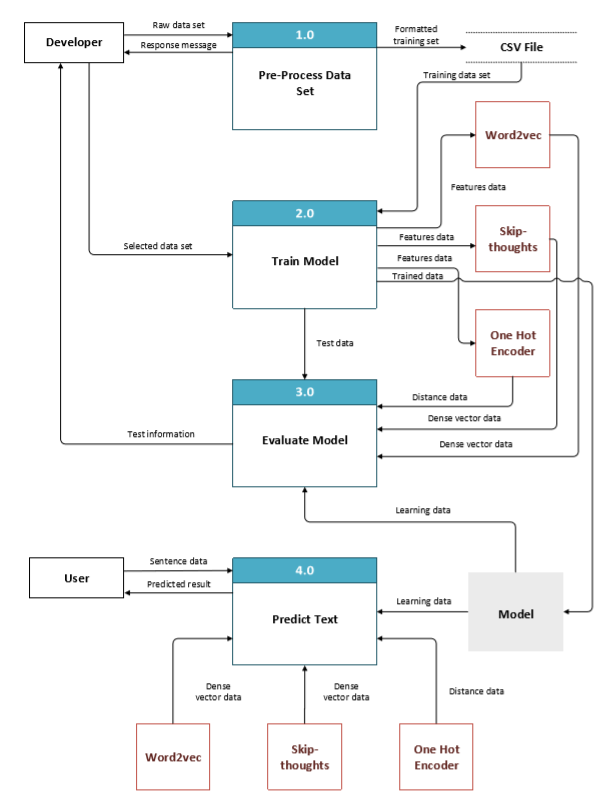 Developer
Raw data set
Response message
1.0
Pre-Process Data
Set
Formatted
training set
CSV File
Training data set
Word2vec
Features data
2.0
Train Model
Selected data set
Features data
Skip-
thoughts
Features data
Trained data
One Hot
Encoder
Test data
3.0
Evaluate Model
Distance data
Dense vector data
Dense vector data
Test information
Learning data
User
Sentence data
Predicted result
4.0
Predict Text
Learning data
Model
Dense
vector data
Dense
vector data
Distance data
Word2vec
Skip-
thoughts
One Hot
Encoder